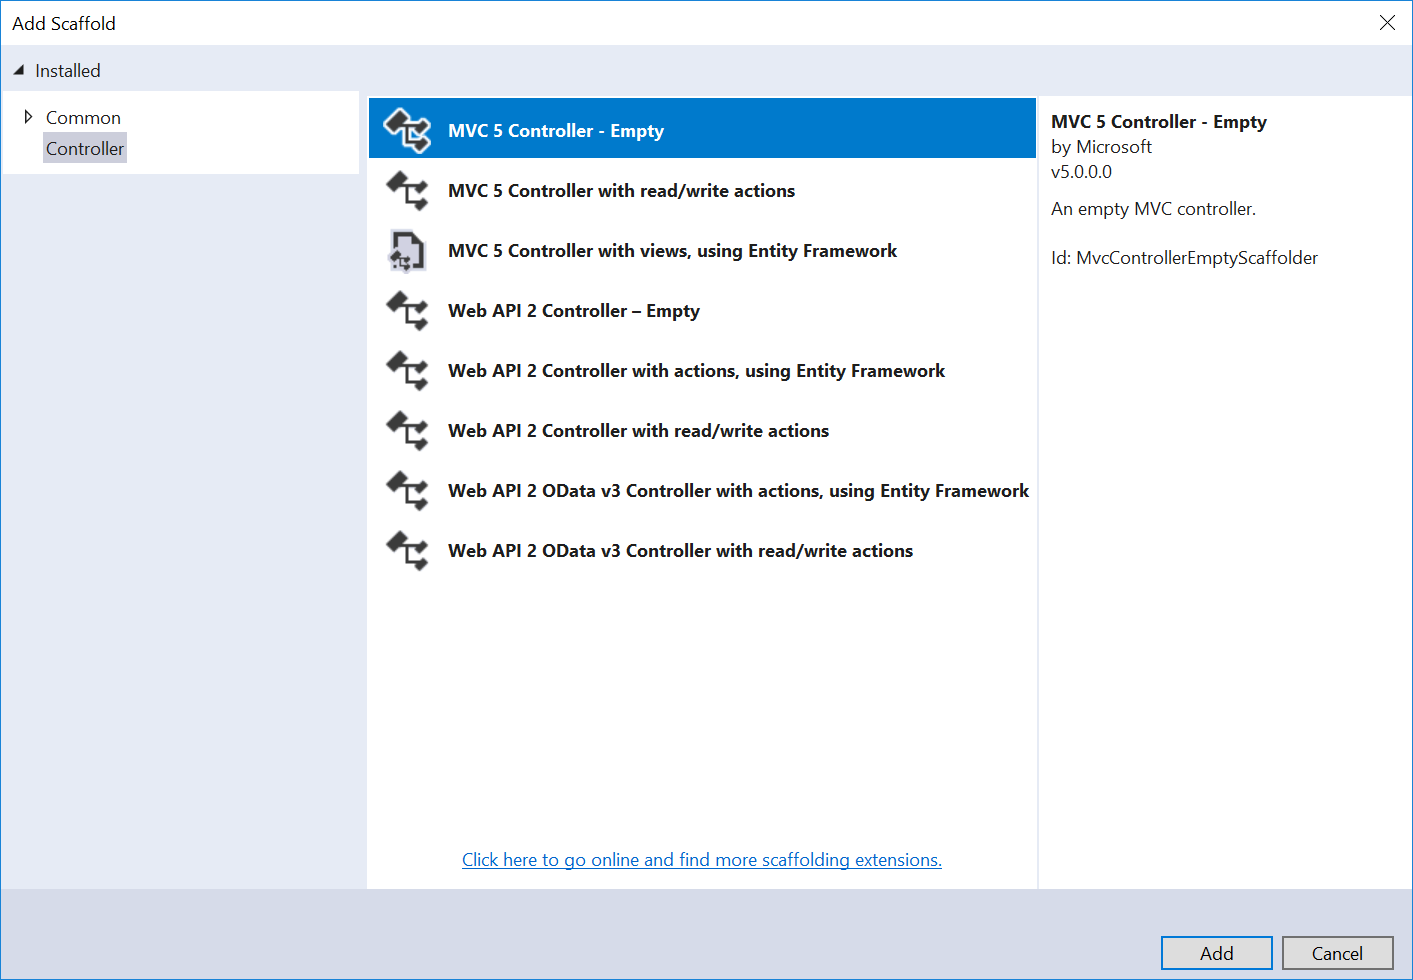 Add Scaffold
Installed
Common
Controller
MVC 5 Controller - Empty
MVC 5 Controller with read/write actions
MVC 5 Controller with views, using Entity Framework
Web API 2 Controller – Empty
Web API 2 Controller with actions, using Entity Framework
Web API 2 Controller with read/write actions
Web API 2 OData v3 Controller with actions, using Entity Framework
Web API 2 OData v3 Controller with read/write actions
Click here to go online and find more scaffolding extensions.
MVC 5 Controller - Empty
by Microsoft
v5.0.0.0
An empty MVC controller.
Id: MvcControllerEmptyScaffolder
Add
Cancel